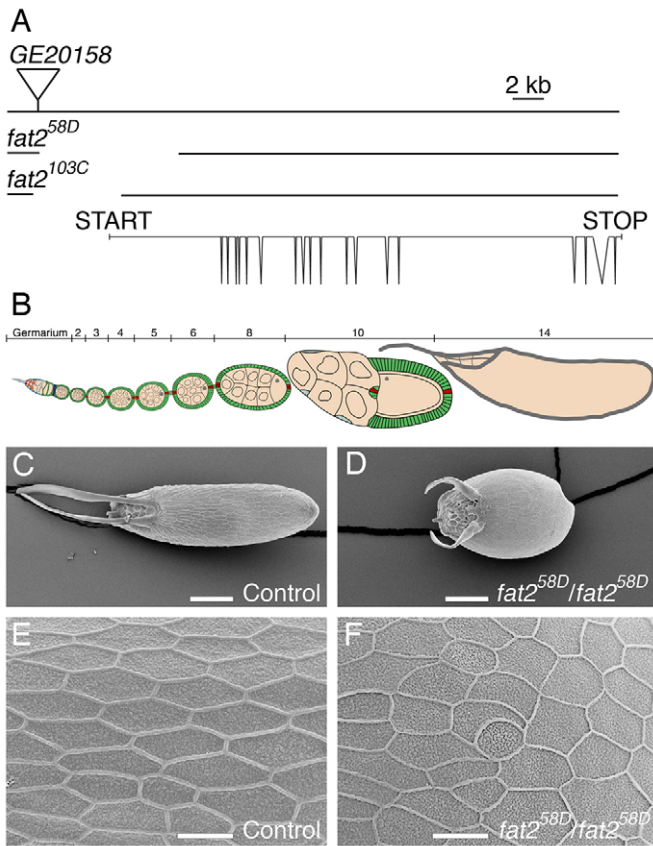 A
GE20158
2 kb
fat2^58D
fat2^103C
START STOP
B
Germarium 2 3 4 5 6 8 10 14
C
Control
D
fat2^58D/fat2^58D
E
Control
F
fat2^58D/fat2^58D